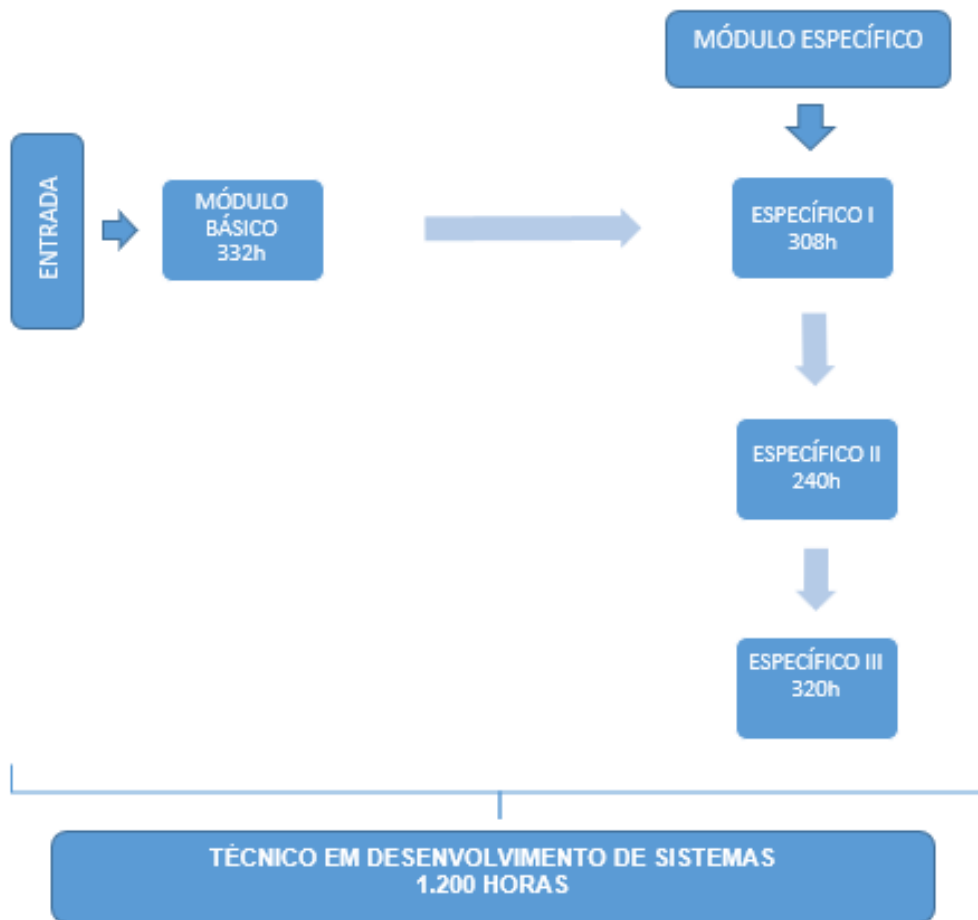 MÓDULO ESPECÍFICO
ENTRADA
MÓDULO
BÁSICO
332h
ESPECÍFICO I
308h
ESPECÍFICO II
240h
ESPECÍFICO III
320h
TÉCNICO EM DESENVOLVIMENTO DE SISTEMAS
1.200 HORAS